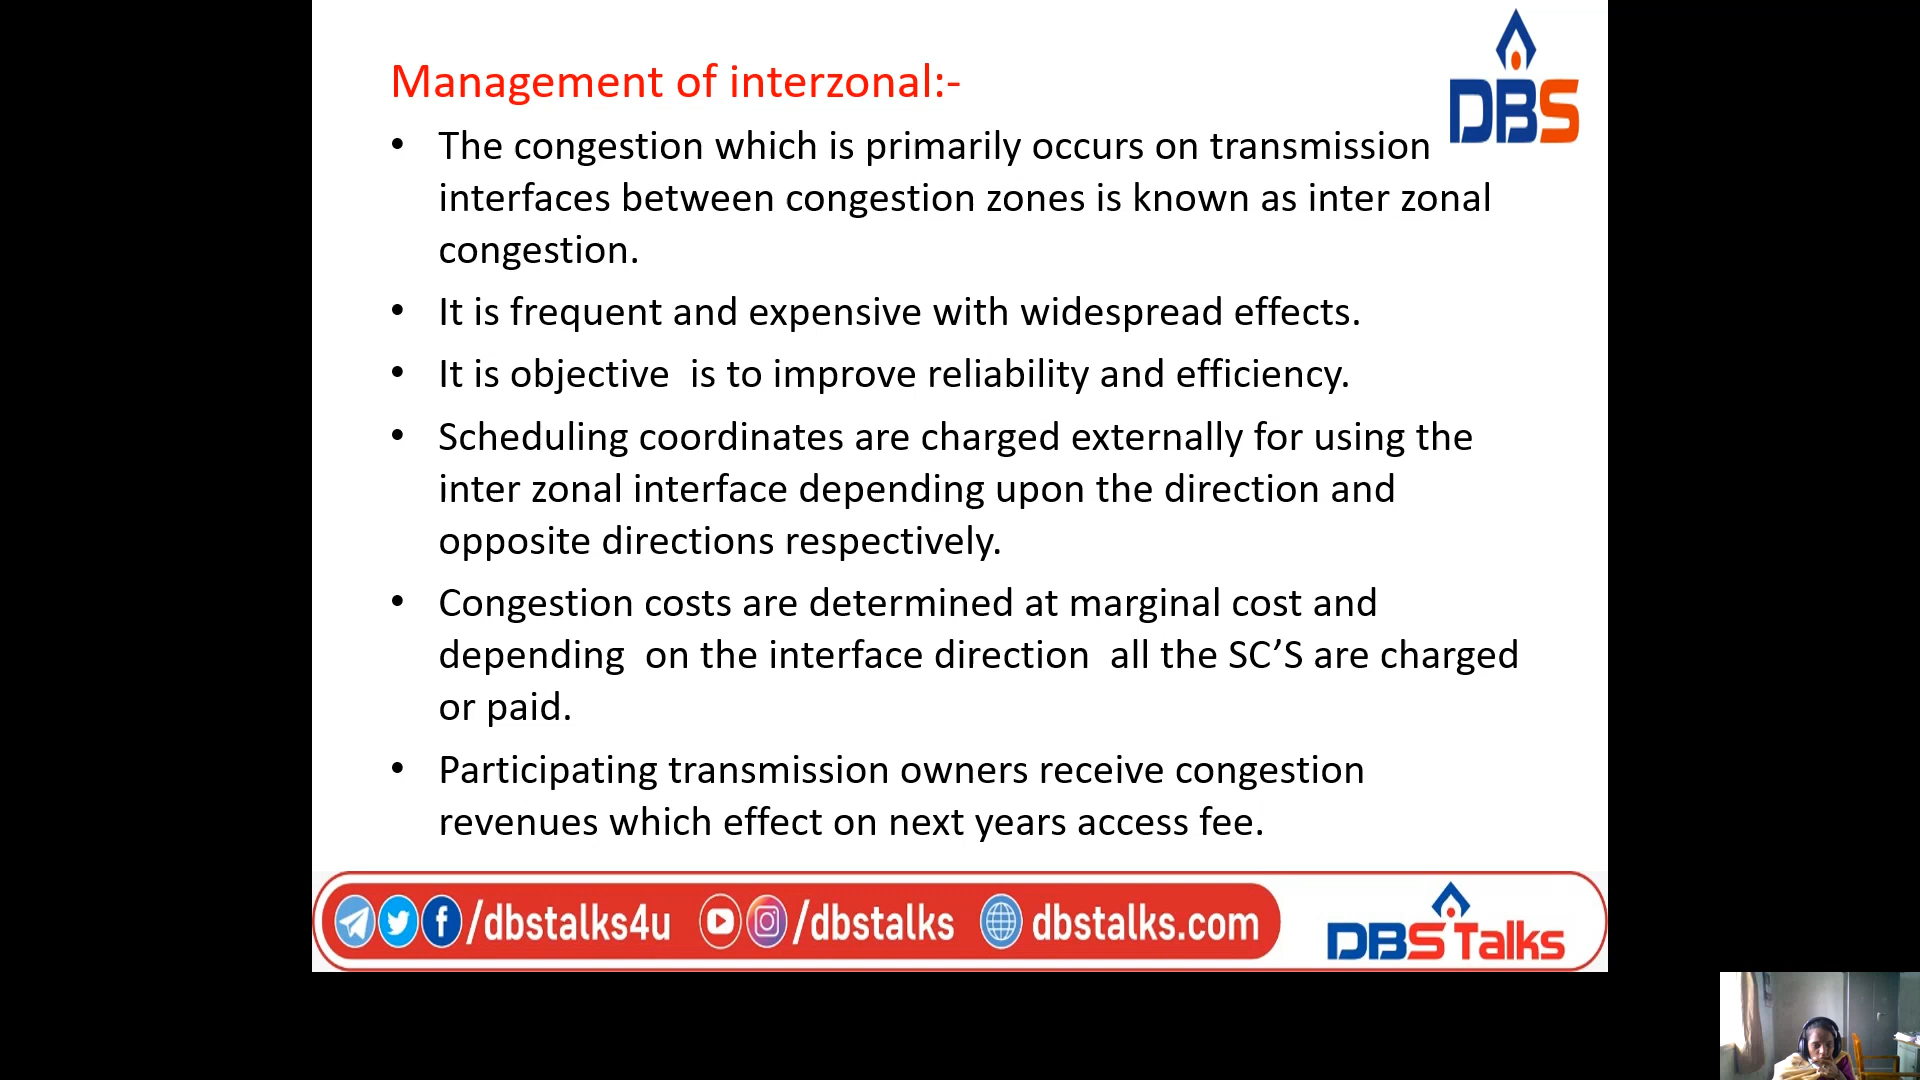 DBS
Management of interzonal:-
• The congestion which is primarily occurs on transmission
interfaces between congestion zones is known as inter zonal
congestion.
• It is frequent and expensive with widespread effects.
• It is objective  is to improve reliability and efficiency.
• Scheduling coordinates are charged externally for using the
inter zonal interface depending upon the direction and
opposite directions respectively.
• Congestion costs are determined at marginal cost and
depending  on the interface direction  all the SC’S are charged
or paid.
• Participating transmission owners receive congestion
revenues which effect on next years access fee.
/dbstalks4u /dbstalks dbstalks.com DBS Talks